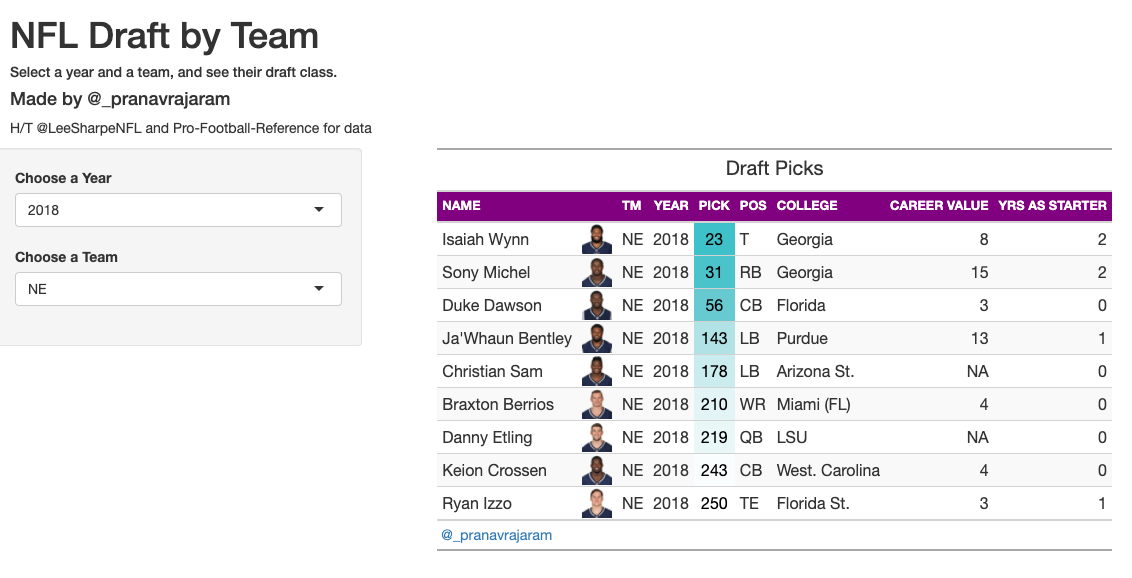 NFL Draft by Team
Select a year and a team, and see their draft class.
Made by @_pranavrajaram
H/T @LeeSharpeNFL and Pro-Football-Reference for data
Choose a Year
2018
Choose a Team
NE
Draft Picks
NAME TM YEAR PICK POS COLLEGE CAREER VALUE YRS AS STARTER
Isaiah Wynn NE 2018 23 T Georgia 8 2
Sony Michel NE 2018 31 RB Georgia 15 2
Duke Dawson NE 2018 56 CB Florida 3 0
Ja'Whaun Bentley NE 2018 143 LB Purdue 13 1
Christian Sam NE 2018 178 LB Arizona St. NA 0
Braxton Berrios NE 2018 210 WR Miami (FL) 4 0
Danny Etling NE 2018 219 QB LSU NA 0
Keion Crossen NE 2018 243 CB West. Carolina 4 0
Ryan Izzo NE 2018 250 TE Florida St. 3 1
@_pranavrajaram